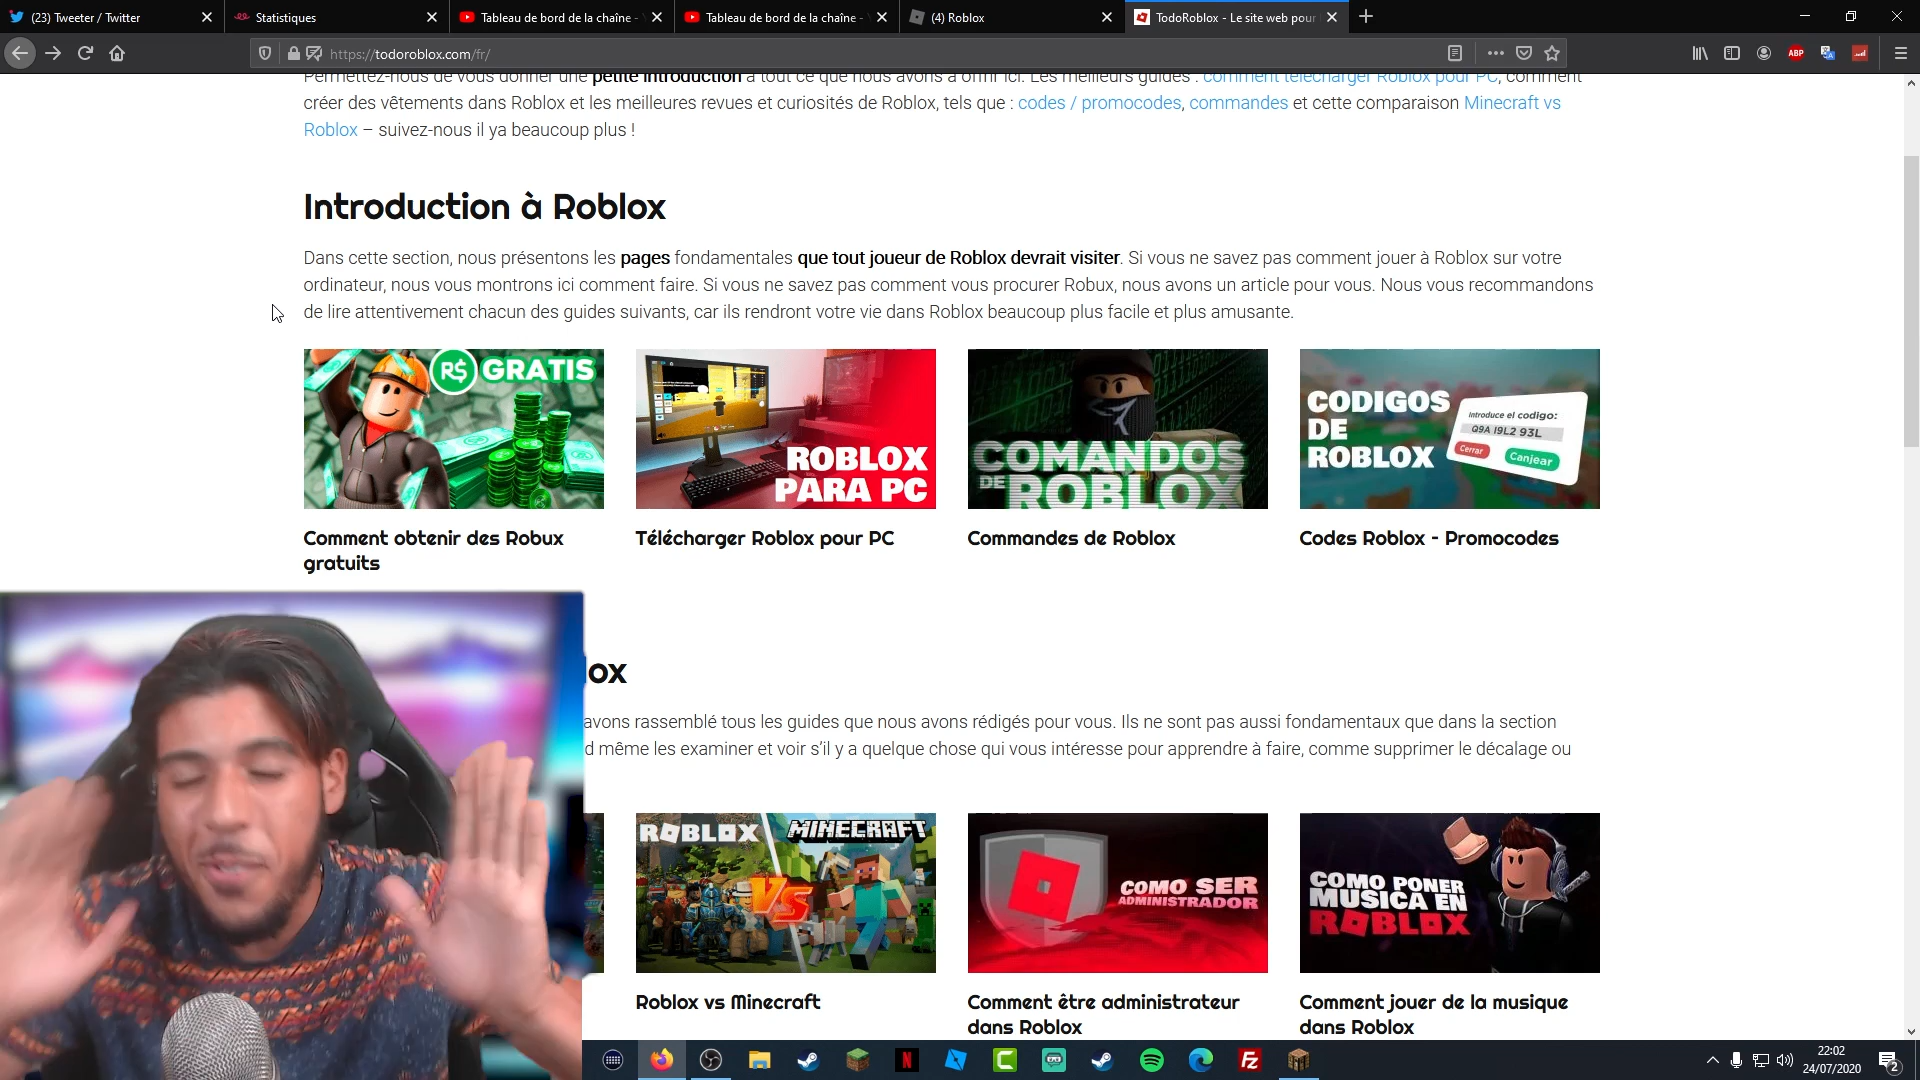 (23) Tweeter / Twitter
Statistiques
Tableau de bord de la chaîne -
Tableau de bord de la chaîne -
(4) Roblox
TodoRoblox - Le site web pour
https://todoroblox.com/fr/
ABP
Permettez-nous de vous donner une petite introduction à tout ce que nous avons à offrir ici. Les meilleurs guides : comment télécharger Roblox pour PC, comment
créer des vêtements dans Roblox et les meilleures revues et curiosités de Roblox, tels que : codes / promocodes, commandes et cette comparaison Minecraft vs
Roblox – suivez-nous il ya beaucoup plus !
Introduction à Roblox
Dans cette section, nous présentons les pages fondamentales que tout joueur de Roblox devrait visiter. Si vous ne savez pas comment jouer à Roblox sur votre
ordinateur, nous vous montrons ici comment faire. Si vous ne savez pas comment vous procurer Robux, nous avons un article pour vous. Nous vous recommandons
de lire attentivement chacun des guides suivants, car ils rendront votre vie dans Roblox beaucoup plus facile et plus amusante.
R$ GRATIS
ROBLOX
PARA PC
COMANDOS
DE ROBLOX
CODIGOS
DE
ROBLOX
Introduce el codigo:
Q9A I9L2 93L
Cerrar
Canjear
Comment obtenir des Robux
gratuits
Télécharger Roblox pour PC
Commandes de Roblox
Codes Roblox - Promocodes
lox
avons rassemblé tous les guides que nous avons rédigés pour vous. Ils ne sont pas aussi fondamentaux que dans la section
d même les examiner et voir s'il y a quelque chose qui vous intéresse pour apprendre à faire, comme supprimer le décalage ou
ROBLOX
MINECRAFT
VS
COMO SER
ADMINISTRADOR
COMO PONER
MUSICA EN
ROBLOX
Roblox vs Minecraft
Comment être administrateur
dans Roblox
Comment jouer de la musique
dans Roblox
22:02
24/07/2020
2